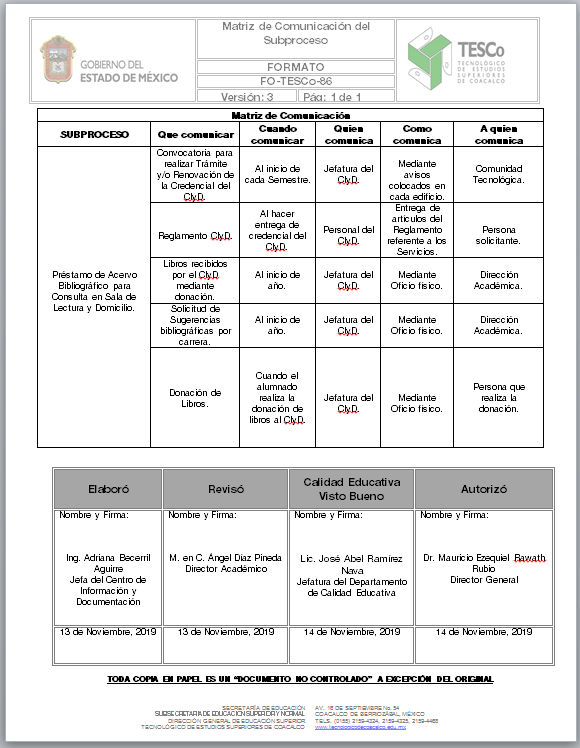 GOBIERNO DEL
ESTADO DE MÉXICO
Matriz de Comunicación del
Subproceso
FORMATO
FO-TESCo-86
Versión: 3
Pág: 1 de 1
TESCo
TECNOLÓGICO
DE ESTUDIOS
SUPERIORES
DE COACALCO
Matriz de Comunicación
SUBPROCESO
Que comunicar
Cuando
comunicar
Quien
comunica
Como
comunica
A quien
comunica
Préstamo de Acervo
Bibliográfico para
Consulta en Sala de
Lectura y Domicilio.
Convocatoria para
realizar Trámite
y/o Renovación de
la Credencial del
CIyD.
Al inicio de
cada Semestre.
Jefatura del
CIyD.
Mediante
avisos
colocados en
cada edificio.
Comunidad
Tecnológica.
Reglamento CIyD.
Al hacer
entrega de
credencial del
CIyD.
Personal del
CIyD.
Entrega de
artículos del
Reglamento
referente a los
Servicios.
Persona
solicitante.
Libros recibidos
por el CIyD
mediante
donación.
Al inicio de
año.
Jefatura del
CIyD.
Mediante
Oficio físico.
Dirección
Académica.
Solicitud de
Sugerencias
bibliográficas por
carrera.
Al inicio de
año.
Jefatura del
CIyD.
Mediante
Oficio físico.
Dirección
Académica.
Donación de
Libros.
Cuando el
alumnado
realiza la
donación de
libros al CIyD.
Jefatura del
CIyD.
Mediante
Oficio físico.
Persona que
realiza la
donación.
Elaboró
Revisó
Calidad Educativa
Visto Bueno
Autorizó
Nombre y Firma:
Ing. Adriana Becerril
Aguirre
Jefa del Centro de
Información y
Documentación
Nombre y Firma:
M. en C. Ángel Díaz Pineda
Director Académico
Nombre y Firma:
Lic. José Abel Ramírez
Nava
Jefatura del Departamento
de Calidad Educativa
Nombre y Firma:
Dr. Mauricio Ezequiel Rawath
Rubio
Director General
13 de Noviembre, 2019
13 de Noviembre, 2019
14 de Noviembre, 2019
14 de Noviembre, 2019
TODA COPIA EN PAPEL ES UN “DOCUMENTO NO CONTROLADO” A EXCEPCIÓN DEL ORIGINAL
SECRETARÍA DE EDUCACIÓN
SUBSECRETARÍA DE EDUCACIÓN SUPERIOR Y NORMAL
DIRECCIÓN GENERAL DE EDUCACIÓN SUPERIOR
TECNOLÓGICO DE ESTUDIOS SUPERIORES DE COACALCO
AV. 16 DE SEPTIEMBRE No. 54
COACALCO DE BERRIOZÁBAL, MÉXICO
TELS. (0155) 2159-4324, 2159-4325, 2159-4468
www.tecnologicodecoacalco.edu.mx